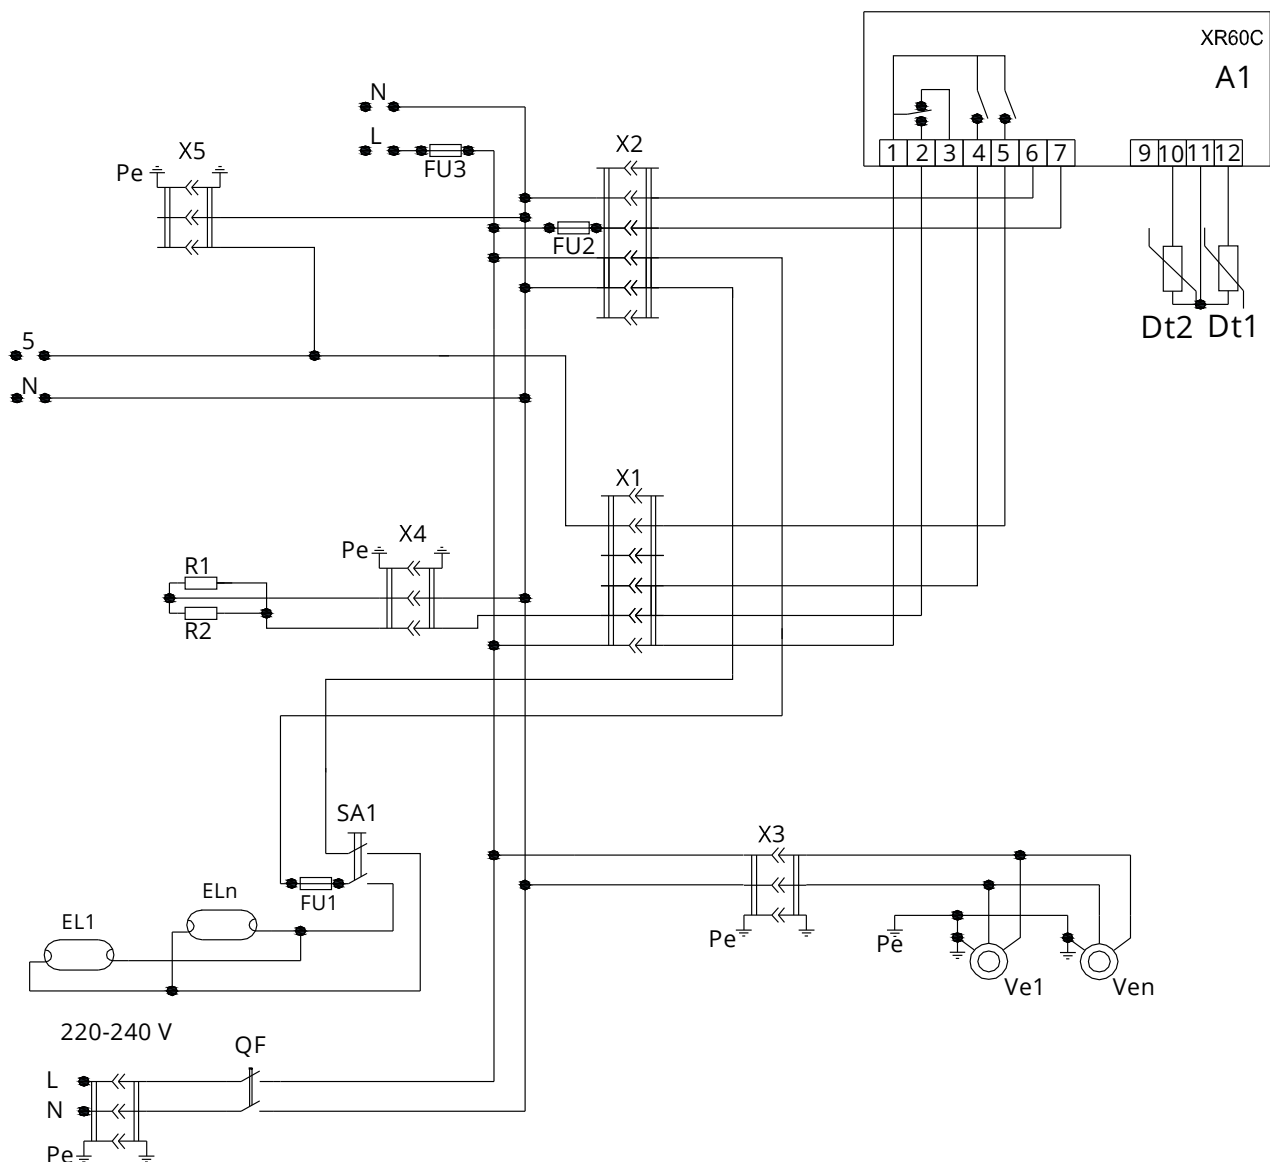 XR60C
A1
N
L
FU3
X5
Pe
X2
1 2 3 4 5 6 7
9 10 11 12
FU2
Dt2 Dt1
5
N
X1
X4
Pe
R1
R2
SA1
X3
FU1
ELn
EL1
Pe
Pe
Ve1
Ven
220-240 V
QF
L
N
Pe